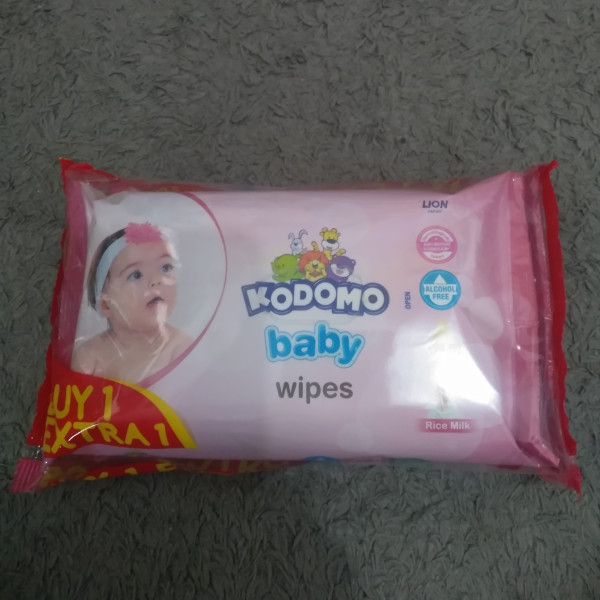 LION
KODOMO
OPEN
ALCOHOL
FREE
baby
wipes
BUY 1
EXTRA 1
Rice Milk